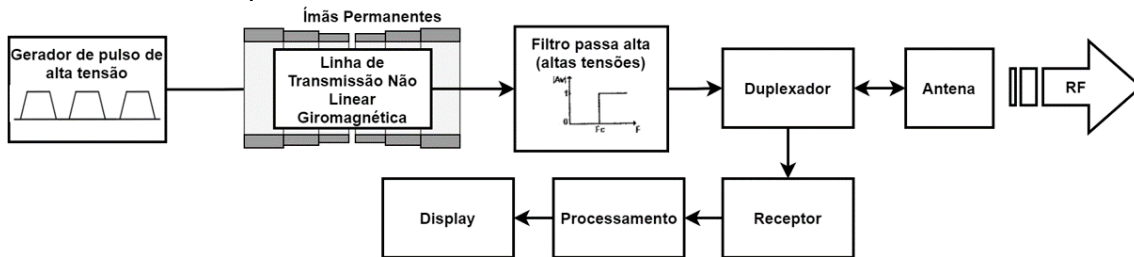 Ímãs Permanentes
Gerador de pulso de
alta tensão
Linha de
Transmissão Não
Linear
Giromagnética
Filtro passa alta
(altas tensões)
|Av|
1
0
Fc
F
Duplexador
Antena
RF
Display
Processamento
Receptor